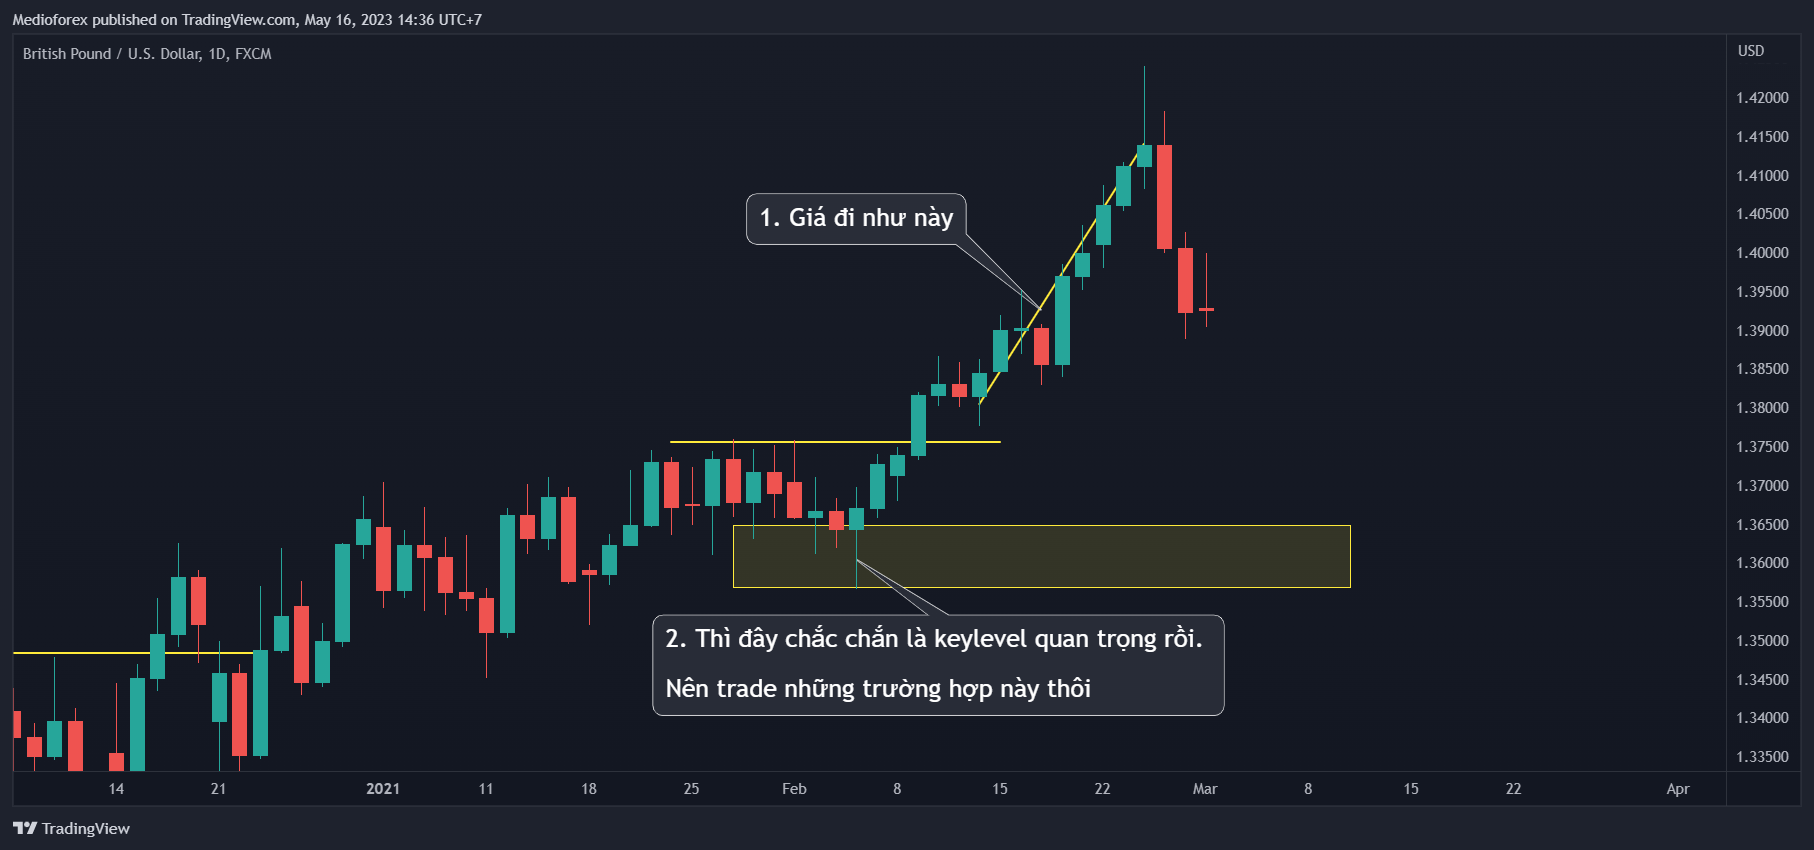 Medioforex published on TradingView.com, May 16, 2023 14:36 UTC+7
British Pound / U.S. Dollar, 1D, FXCM
USD
1.42000
1.41500
1.41000
1.40500
1.40000
1.39500
1.39000
1.38500
1.38000
1.37500
1.37000
1.36500
1.36000
1.35500
1.35000
1.34500
1.34000
1.33500
1. Giá đi như này
2. Thì đây chắc chắn là keylevel quan trọng rồi.
Nên trade những trường hợp này thôi
14 21 2021 11 18 25 Feb 8 15 22 Mar 8 15 22 Apr
TradingView